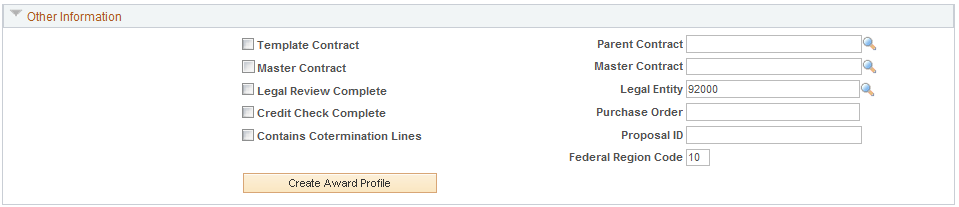 Other Information
Template Contract
Master Contract
Legal Review Complete
Credit Check Complete
Contains Cotermination Lines
Parent Contract
Master Contract
Legal Entity 92000
Purchase Order
Proposal ID
Federal Region Code 10
Create Award Profile